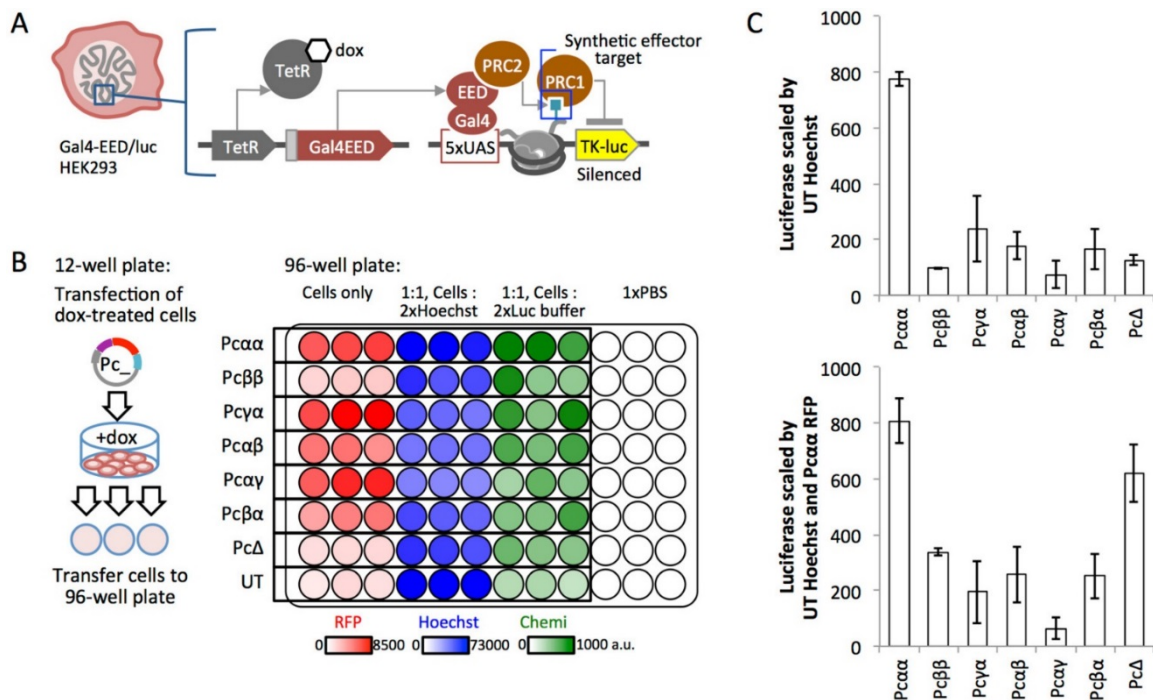 A
TetR
dox
Gal4-EED/luc
HEK293
TetR
Gal4EED
EED
Gal4
PRC2
PRC1
Synthetic effector
target
5xUAS
TK-luc
Silenced
B
12-well plate:
Transfection of
dox-treated cells
Pc_
+dox
Transfer cells to
96-well plate
96-well plate:
Cells only
1:1, Cells :
2xHoechst
1:1, Cells :
2xLuc buffer
1xPBS
Pcαα
Pcββ
Pcγα
Pcαβ
Pcαγ
Pcβα
PcΔ
UT
RFP
0 8500
Hoechst
0 73000
Chemi
0 1000 a.u.
C
Luciferase scaled by
UT Hoechst
1000
800
600
400
200
0
Pcαα
Pcββ
Pcγα
Pcαβ
Pcαγ
Pcβα
PcΔ
Luciferase scaled by
UT Hoechst and Pcαα RFP
1000
800
600
400
200
0
Pcαα
Pcββ
Pcγα
Pcαβ
Pcαγ
Pcβα
PcΔ